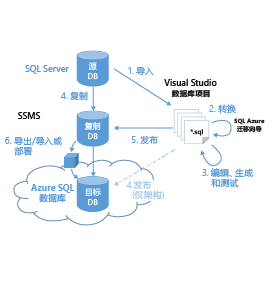 SQL Server
源
DB
1. 导入
Visual Studio
数据库项目
4. 复制
2. 转换
SSMS
复制
DB
*.sql
SQL Azure
迁移向导
5. 发布
6. 导出/导入或
部署
3. 编辑、生成
和测试
Azure SQL
数据库
目标
DB
4.发布
(仅架构)